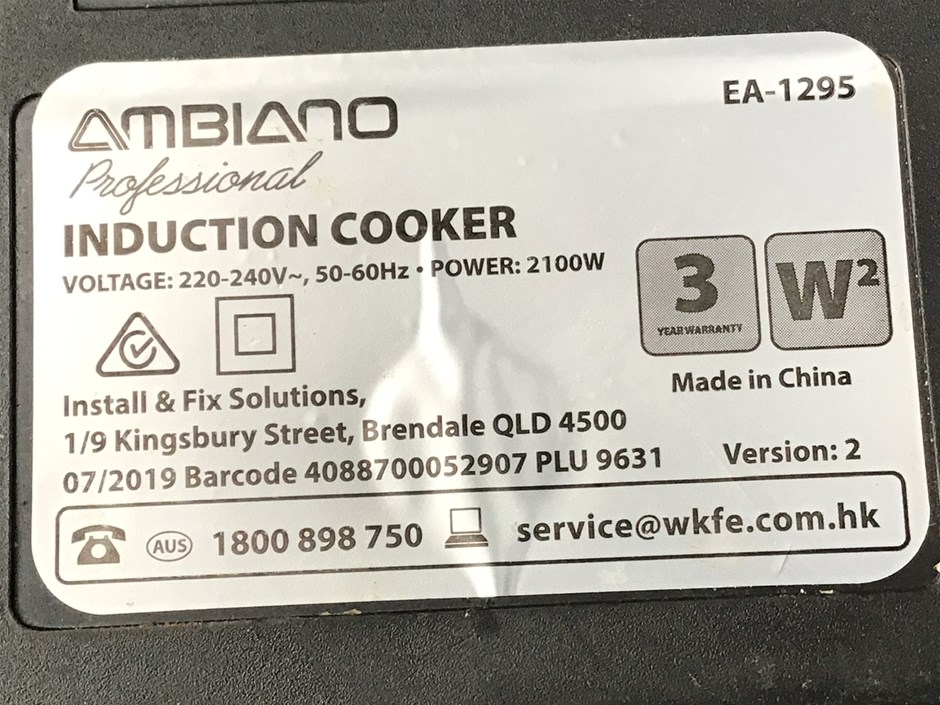 AMBIANO
EA-1295
Professional
INDUCTION COOKER
VOLTAGE: 220-240V~, 50-60Hz • POWER: 2100W
3
YEAR WARRANTY
W²
Made in China
Install & Fix Solutions,
1/9 Kingsbury Street, Brendale QLD 4500
07/2019 Barcode 4088700052907 PLU 9631
Version: 2
AUS 1800 898 750
service@wkfe.com.hk